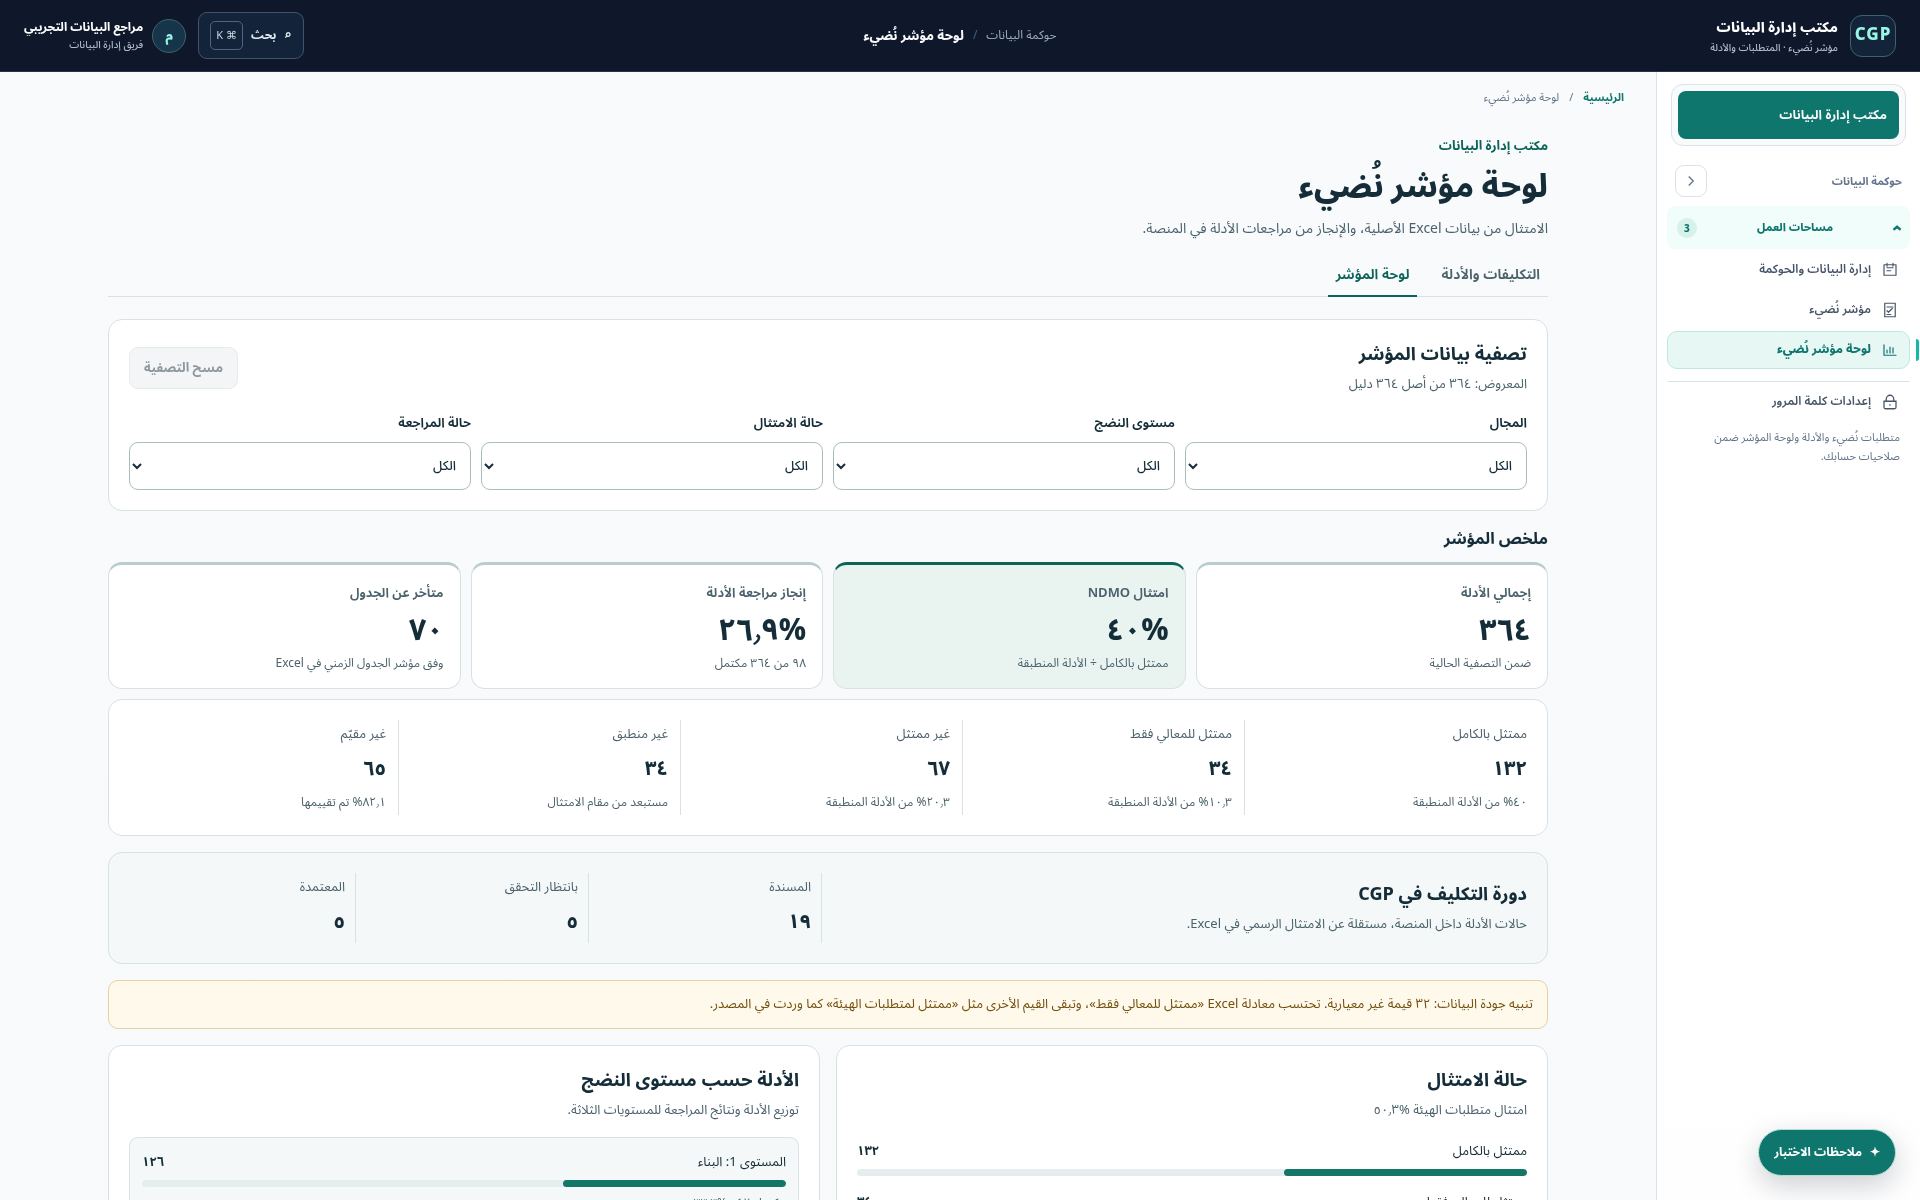 CGP
مكتب إدارة البيانات
مؤشر نُضيء · المتطلبات والأدلة
حوكمة البيانات / لوحة مؤشر نُضيء
بحث ⌘ K
م
مراجع البيانات التجريبي
فريق إدارة البيانات
مكتب إدارة البيانات
حوكمة البيانات
مساحات العمل 3
إدارة البيانات والحوكمة
مؤشر نُضيء
لوحة مؤشر نُضيء
إعدادات كلمة المرور
متطلبات نُضيء والأدلة ولوحة المؤشر ضمن
صلاحيات حسابك.
الرئيسية / لوحة مؤشر نُضيء
مكتب إدارة البيانات
لوحة مؤشر نُضيء
الامتثال من بيانات Excel الأصلية، والإنجاز من مراجعات الأدلة في المنصة.
التكليفات والأدلة لوحة المؤشر
تصفية بيانات المؤشر
المعروض: ٣٦٤ من أصل ٣٦٤ دليل
مسح التصفية
المجال مستوى النضج حالة الامتثال حالة المراجعة
الكل الكل الكل الكل
ملخص المؤشر
إجمالي الأدلة
٣٦٤
ضمن التصفية الحالية
امتثال NDMO
٤٠%
ممتثل بالكامل ÷ الأدلة المنطبقة
إنجاز مراجعة الأدلة
٢٦٫٩%
٩٨ من ٣٦٤ مكتمل
متأخر عن الجدول
٧٠
وفق مؤشر الجدول الزمني في Excel
ممتثل بالكامل
١٣٢
٤٠% من الأدلة المنطبقة
ممتثل للمعالي فقط
٣٤
١٠٫٣% من الأدلة المنطبقة
غير ممتثل
٦٧
٢٠٫٣% من الأدلة المنطبقة
غير منطبق
٣٤
مستبعد من مقام الامتثال
غير مقيّم
٦٥
٨٢٫١% تم تقييمها
دورة التكليف في CGP
حالات الأدلة داخل المنصة، مستقلة عن الامتثال الرسمي في Excel.
المسندة
١٩
بانتظار التحقق
٥
المعتمدة
٥
تنبيه جودة البيانات: ٣٢ قيمة غير معيارية. تحتسب معادلة Excel «ممتثل للمعالي فقط»، وتبقى القيم الأخرى مثل «ممتثل لمتطلبات الهيئة» كما وردت في المصدر.
حالة الامتثال
امتثال متطلبات الهيئة ٥٠٫٣%
ممتثل بالكامل ١٣٢
الأدلة حسب مستوى النضج
توزيع الأدلة ونتائج المراجعة للمستويات الثلاثة.
المستوى 1: البناء ١٢٦
ملاحظات الاختبار